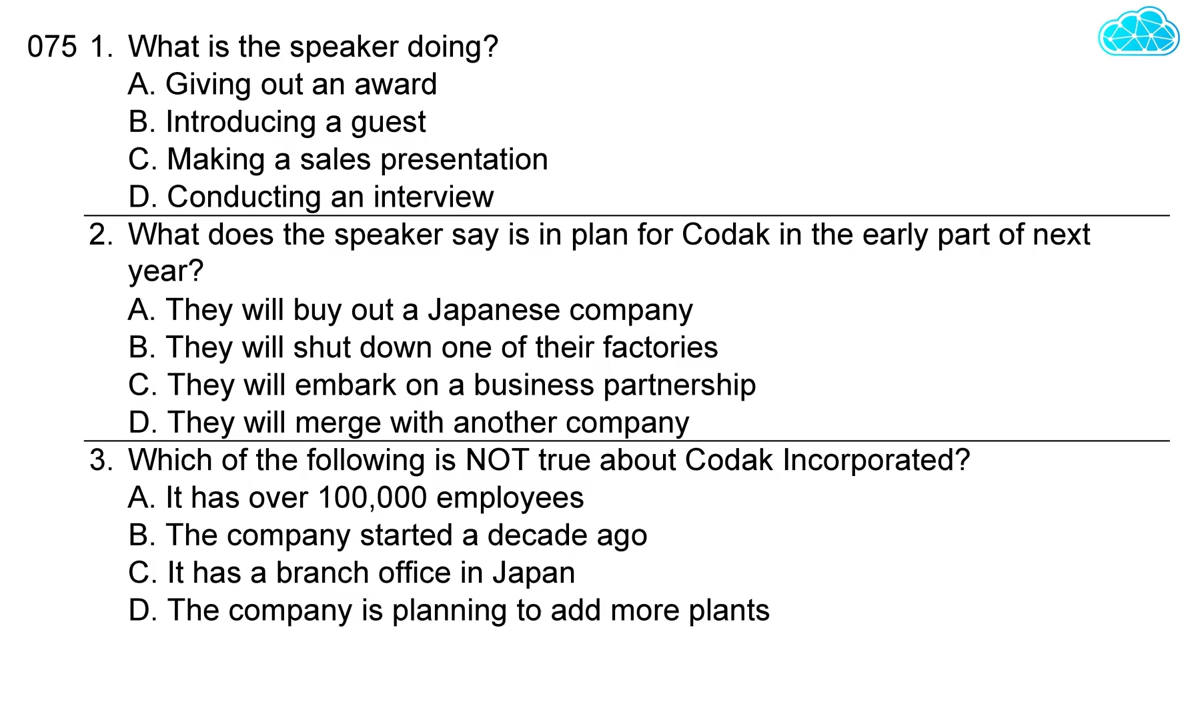 075 1. What is the speaker doing?
A. Giving out an award
B. Introducing a guest
C. Making a sales presentation
D. Conducting an interview
2. What does the speaker say is in plan for Codak in the early part of next
year?
A. They will buy out a Japanese company
B. They will shut down one of their factories
C. They will embark on a business partnership
D. They will merge with another company
3. Which of the following is NOT true about Codak Incorporated?
A. It has over 100,000 employees
B. The company started a decade ago
C. It has a branch office in Japan
D. The company is planning to add more plants